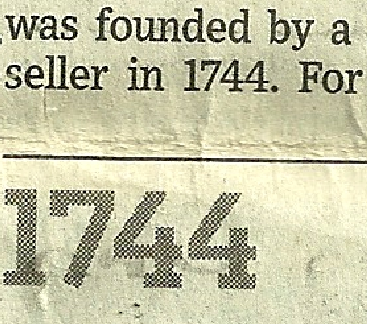 was founded by a
seller in 1744. For
1744